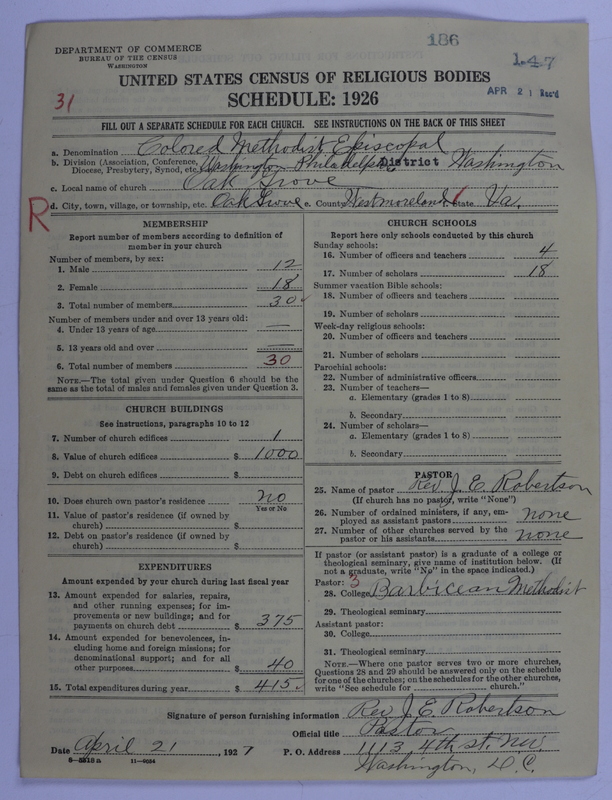 186
147
DEPARTMENT OF COMMERCE
BUREAU OF THE CENSUS
WASHINGTON
UNITED STATES CENSUS OF RELIGIOUS BODIES
31
SCHEDULE: 1926
APR 21 Rec'd
FILL OUT A SEPARATE SCHEDULE FOR EACH CHURCH. SEE INSTRUCTIONS ON THE BACK OF THIS SHEET
a. Denomination Colored Methodist Episcopal
b. Division (Association, Conference, Diocese, Presbytery, Synod, etc.) Washington Philadelphia District Washington
c. Local name of church Oak Grove
R
d. City, town, village, or township, etc. Oak Grove e. County Westmoreland State Va.
MEMBERSHIP
Report number of members according to definition of
member in your church
Number of members, by sex:
1. Male 12
2. Female 18
3. Total number of members 30
Number of members under and over 13 years old:
4. Under 13 years of age —
5. 13 years old and over —
6. Total number of members 30
NOTE.—The total given under Question 6 should be the
same as the total of males and females given under Question 3.
CHURCH BUILDINGS
See instructions, paragraphs 10 to 12
7. Number of church edifices 1
8. Value of church edifices $ 1000
9. Debt on church edifices $
10. Does church own pastor's residence no
Yes or No
11. Value of pastor's residence (if owned by
church) $
12. Debt on pastor's residence (if owned by
church) $
EXPENDITURES
Amount expended by your church during last fiscal year
13. Amount expended for salaries, repairs,
and other running expenses; for im-
provements or new buildings; and for
payments on church debt $ 375
14. Amount expended for benevolences, in-
cluding home and foreign missions; for
denominational support; and for all
other purposes $ 40
15. Total expenditures during year $ 415
CHURCH SCHOOLS
Report here only schools conducted by this church
Sunday schools:
16. Number of officers and teachers 4
17. Number of scholars 18
Summer vacation Bible schools:
18. Number of officers and teachers
19. Number of scholars
Week-day religious schools:
20. Number of officers and teachers
21. Number of scholars
Parochial schools:
22. Number of administrative officers
23. Number of teachers—
a. Elementary (grades 1 to 8)
b. Secondary
24. Number of scholars—
a. Elementary (grades 1 to 8)
b. Secondary
PASTOR
25. Name of pastor Rev J. E. Robertson
(If church has no pastor, write "None")
26. Number of ordained ministers, if any, em-
ployed as assistant pastors none
27. Number of other churches served by the
pastor or his assistants none
If pastor (or assistant pastor) is a graduate of a college or
theological seminary, give name of institution below. (If
not a graduate, write "No" in the space indicated.)
Pastor: 3
28. College Barbicean Methodist
29. Theological seminary
Assistant pastor:
30. College
31. Theological seminary
NOTE.—Where one pastor serves two or more churches,
Questions 28 and 29 should be answered only on the schedule
for one of the churches; on the schedules for the other churches,
write "See schedule for church."
Signature of person furnishing information Rev J. E. Robertson
Official title Pastor
Date April 21, 1927 P. O. Address 1113, 4th st. NW.
Washington, D.C.
8—5319 a 11—9054